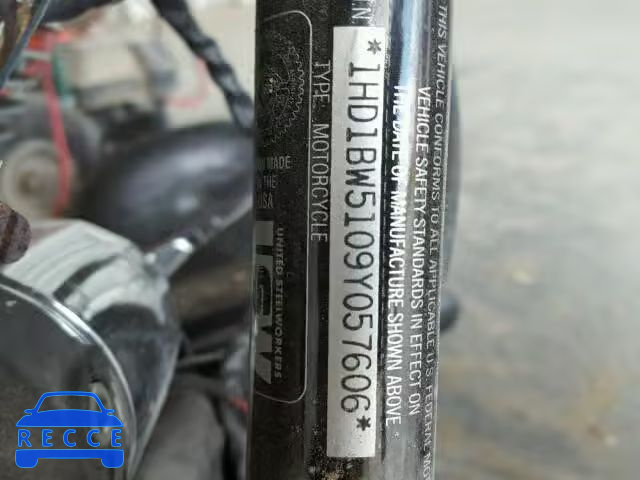 THIS VEHICLE CONFORMS TO ALL APPLICABLE U.S. FEDERAL MO
VEHICLE SAFETY STANDARDS IN EFFECT ON
THE DATE OF MANUFACTURE SHOWN ABOVE *
*1HD1BW5109Y057606*
TYPE: MOTORCYCLE
MADE
IN THE
USA
UNITED STEELWORKERS
RECCE